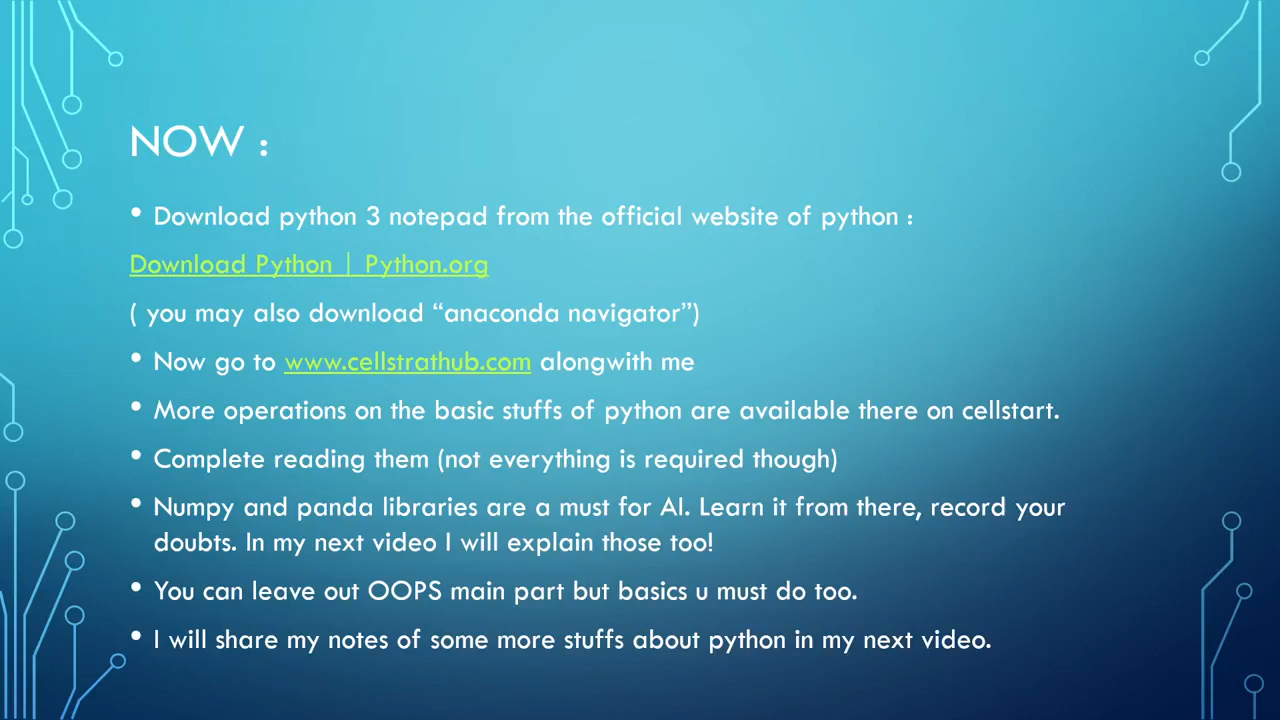 NOW :
• Download python 3 notepad from the official website of python :
Download Python | Python.org
( you may also download “anaconda navigator”)
• Now go to www.cellstrathub.com alongwith me
• More operations on the basic stuffs of python are available there on cellstart.
• Complete reading them (not everything is required though)
• Numpy and panda libraries are a must for AI. Learn it from there, record your
doubts. In my next video I will explain those too!
• You can leave out OOPS main part but basics u must do too.
• I will share my notes of some more stuffs about python in my next video.